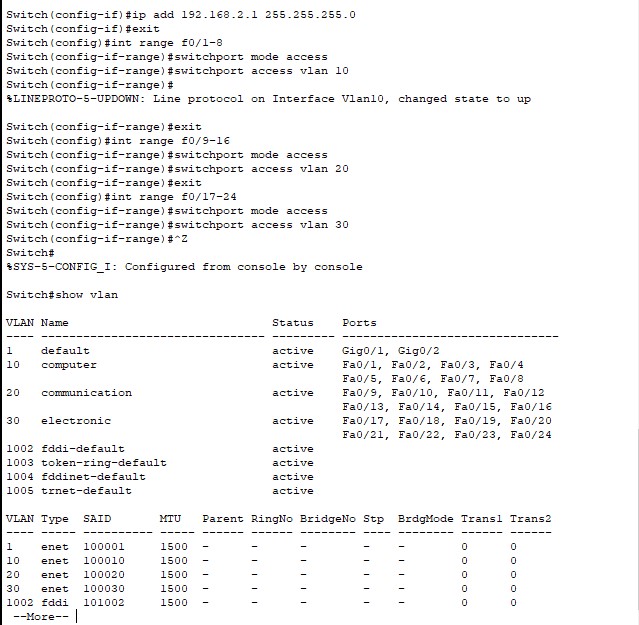 Switch(config-if)#ip add 192.168.2.1 255.255.255.0
Switch(config-if)#exit
Switch(config)#int range f0/1-8
Switch(config-if-range)#switchport mode access
Switch(config-if-range)#switchport access vlan 10
Switch(config-if-range)#
%LINEPROTO-5-UPDOWN: Line protocol on Interface Vlan10, changed state to up

Switch(config-if-range)#exit
Switch(config)#int range f0/9-16
Switch(config-if-range)#switchport mode access
Switch(config-if-range)#switchport access vlan 20
Switch(config-if-range)#exit
Switch(config)#int range f0/17-24
Switch(config-if-range)#switchport mode access
Switch(config-if-range)#switchport access vlan 30
Switch(config-if-range)#^Z
Switch#
%SYS-5-CONFIG_I: Configured from console by console

Switch#show vlan

VLAN Name                             Status    Ports
---- -------------------------------- --------- -------------------------------
1    default                          active    Gig0/1, Gig0/2
10   computer                         active    Fa0/1, Fa0/2, Fa0/3, Fa0/4
                                                Fa0/5, Fa0/6, Fa0/7, Fa0/8
20   communication                    active    Fa0/9, Fa0/10, Fa0/11, Fa0/12
                                                Fa0/13, Fa0/14, Fa0/15, Fa0/16
30   electronic                       active    Fa0/17, Fa0/18, Fa0/19, Fa0/20
                                                Fa0/21, Fa0/22, Fa0/23, Fa0/24
1002 fddi-default                     active
1003 token-ring-default               active
1004 fddinet-default                  active
1005 trnet-default                    active

VLAN Type  SAID       MTU   Parent RingNo BridgeNo Stp  BrdgMode Trans1 Trans2
---- ----- ---------- ----- ------ ------ -------- ---- -------- ------ ------
1    enet  100001     1500  -      -      -        -    -        0      0
10   enet  100010     1500  -      -      -        -    -        0      0
20   enet  100020     1500  -      -      -        -    -        0      0
30   enet  100030     1500  -      -      -        -    -        0      0
1002 fddi  101002     1500  -      -      -        -    -        0      0
 --More--